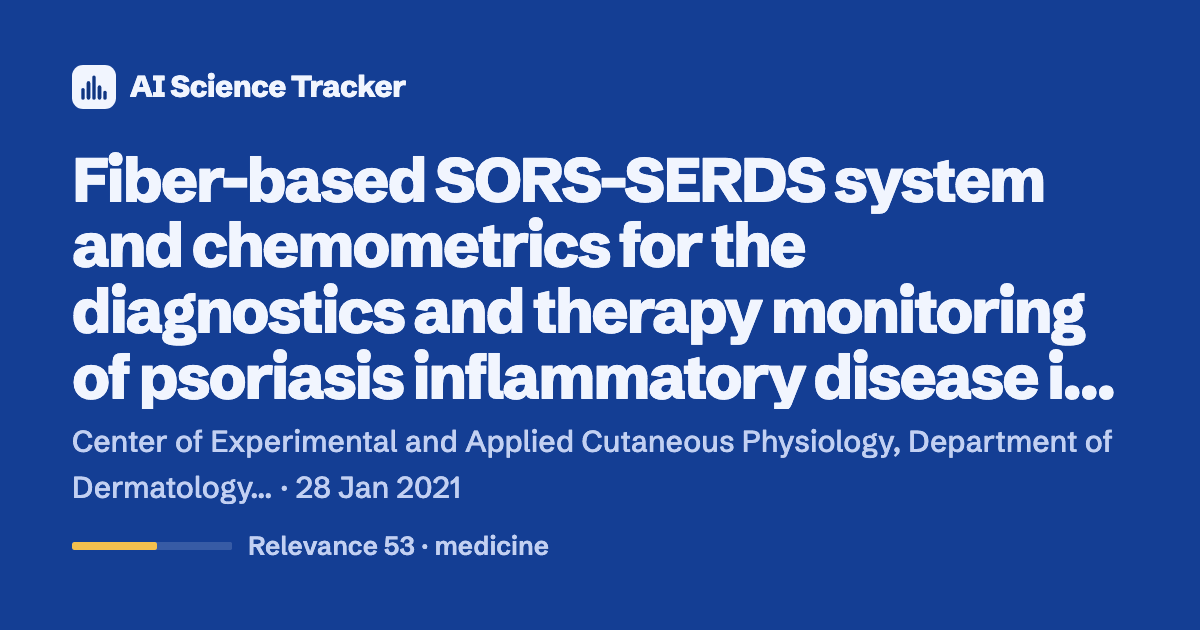 AI Science Tracker
Fiber-based SORS-SERDS system
and chemometrics for the
diagnostics and therapy monitoring
of psoriasis inflammatory disease i...
Center of Experimental and Applied Cutaneous Physiology, Department of
Dermatology... · 28 Jan 2021
Relevance 53 · medicine